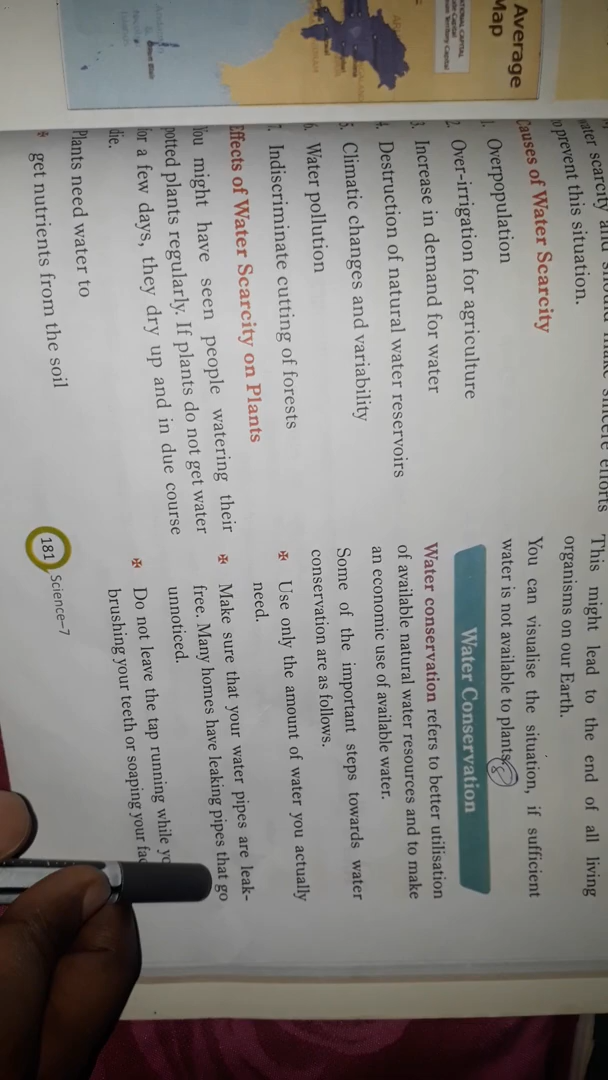 Average
Map
NATIONAL CAPITAL
water scarcity and should make sincere efforts
to prevent this situation.
Causes of Water Scarcity
1. Overpopulation
2. Over-irrigation for agriculture
3. Increase in demand for water
4. Destruction of natural water reservoirs
5. Climatic changes and variability
6. Water pollution
7. Indiscriminate cutting of forests
Effects of Water Scarcity on Plants
You might have seen people watering their
potted plants regularly. If plants do not get water
for a few days, they dry up and in due course
die.
Plants need water to
✠ get nutrients from the soil
This might lead to the end of all living
organisms on our Earth.
You can visualise the situation, if sufficient
water is not available to plants.
Water Conservation
Water conservation refers to better utilisation
of available natural water resources and to make
an economic use of available water.
Some of the important steps towards water
conservation are as follows.
✠ Use only the amount of water you actually
need.
✠ Make sure that your water pipes are leak-
free. Many homes have leaking pipes that go
unnoticed.
✠ Do not leave the tap running while yo
brushing your teeth or soaping your fac
181 Science–7